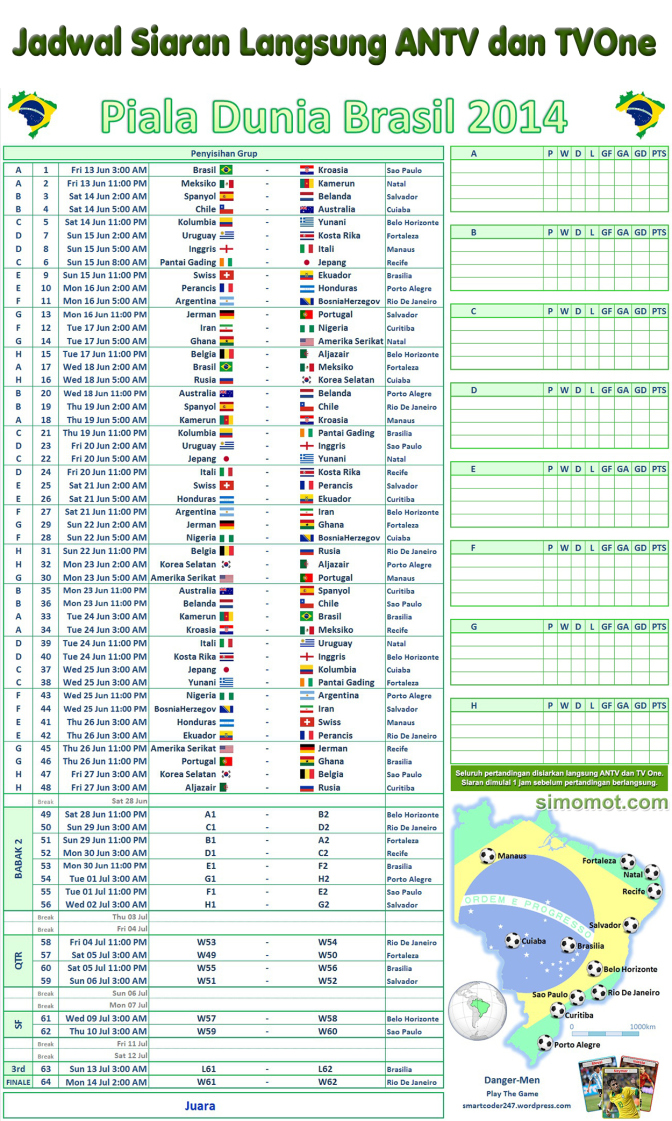 Jadwal Siaran Langsung ANTV dan TVOne
Piala Dunia Brasil 2014
Penyisihan Grup
A 1 Fri 13 Jun 3:00 AM Brasil - Kroasia Sao Paulo
A 2 Fri 13 Jun 11:00 PM Meksiko - Kamerun Natal
B 3 Sat 14 Jun 2:00 AM Spanyol - Belanda Salvador
B 4 Sat 14 Jun 5:00 AM Chile - Australia Cuiaba
C 5 Sat 14 Jun 11:00 PM Kolumbia - Yunani Belo Horizonte
D 7 Sun 15 Jun 2:00 AM Uruguay - Kosta Rika Fortaleza
D 8 Sun 15 Jun 5:00 AM Inggris - Itali Manaus
C 6 Sun 15 Jun 8:00 AM Pantai Gading - Jepang Recife
E 9 Sun 15 Jun 11:00 PM Swiss - Ekuador Brasilia
E 10 Mon 16 Jun 2:00 AM Perancis - Honduras Porto Alegre
F 11 Mon 16 Jun 5:00 AM Argentina - BosniaHerzegov Rio De Janeiro
G 13 Mon 16 Jun 11:00 PM Jerman - Portugal Salvador
F 12 Tue 17 Jun 2:00 AM Iran - Nigeria Curitiba
G 14 Tue 17 Jun 5:00 AM Ghana - Amerika Serikat Natal
H 15 Tue 17 Jun 11:00 PM Belgia - Aljazair Belo Horizonte
A 17 Wed 18 Jun 2:00 AM Brasil - Meksiko Fortaleza
H 16 Wed 18 Jun 5:00 AM Rusia - Korea Selatan Cuiaba
B 20 Wed 18 Jun 11:00 PM Australia - Belanda Porto Alegre
B 19 Thu 19 Jun 2:00 AM Spanyol - Chile Rio De Janeiro
A 18 Thu 19 Jun 5:00 AM Kamerun - Kroasia Manaus
C 21 Thu 19 Jun 11:00 PM Kolumbia - Pantai Gading Brasilia
D 23 Fri 20 Jun 2:00 AM Uruguay - Inggris Sao Paulo
C 22 Fri 20 Jun 5:00 AM Jepang - Yunani Natal
D 24 Fri 20 Jun 11:00 PM Itali - Kosta Rika Recife
E 25 Sat 21 Jun 2:00 AM Swiss - Perancis Salvador
E 26 Sat 21 Jun 5:00 AM Honduras - Ekuador Curitiba
F 27 Sat 21 Jun 11:00 PM Argentina - Iran Belo Horizonte
G 29 Sun 22 Jun 2:00 AM Jerman - Ghana Fortaleza
F 28 Sun 22 Jun 5:00 AM Nigeria - BosniaHerzegov Cuiaba
H 31 Sun 22 Jun 11:00 PM Belgia - Rusia Rio De Janeiro
H 32 Mon 23 Jun 2:00 AM Korea Selatan - Aljazair Porto Alegre
G 30 Mon 23 Jun 5:00 AM Amerika Serikat - Portugal Manaus
B 35 Mon 23 Jun 11:00 PM Australia - Spanyol Curitiba
B 36 Mon 23 Jun 11:00 PM Belanda - Chile Sao Paulo
A 33 Tue 24 Jun 3:00 AM Kamerun - Brasil Brasilia
A 34 Tue 24 Jun 3:00 AM Kroasia - Meksiko Recife
D 39 Tue 24 Jun 11:00 PM Itali - Uruguay Natal
D 40 Tue 24 Jun 11:00 PM Kosta Rika - Inggris Belo Horizonte
C 37 Wed 25 Jun 3:00 AM Jepang - Kolumbia Cuiaba
C 38 Wed 25 Jun 3:00 AM Yunani - Pantai Gading Fortaleza
F 43 Wed 25 Jun 11:00 PM Nigeria - Argentina Porto Alegre
F 44 Wed 25 Jun 11:00 PM BosniaHerzegov - Iran Salvador
E 41 Thu 26 Jun 3:00 AM Honduras - Swiss Manaus
E 42 Thu 26 Jun 3:00 AM Ekuador - Perancis Rio De Janeiro
G 45 Thu 26 Jun 11:00 PM Amerika Serikat - Jerman Recife
G 46 Thu 26 Jun 11:00 PM Portugal - Ghana Brasilia
H 47 Fri 27 Jun 3:00 AM Korea Selatan - Belgia Sao Paulo
H 48 Fri 27 Jun 3:00 AM Aljazair - Rusia Curitiba
Break Sat 28 Jun
BABAK 2
49 Sat 28 Jun 11:00 PM A1 - B2 Belo Horizonte
50 Sun 29 Jun 3:00 AM C1 - D2 Rio De Janeiro
51 Sun 29 Jun 11:00 PM B1 - A2 Fortaleza
52 Mon 30 Jun 3:00 AM D1 - C2 Recife
53 Mon 30 Jun 11:00 PM E1 - F2 Brasilia
54 Tue 01 Jul 3:00 AM G1 - H2 Porto Alegre
55 Tue 01 Jul 11:00 PM F1 - E2 Sao Paulo
56 Wed 02 Jul 3:00 AM H1 - G2 Salvador
Break Thu 03 Jul
Break Fri 04 Jul
QTR
58 Fri 04 Jul 11:00 PM W53 - W54 Rio De Janeiro
57 Sat 05 Jul 3:00 AM W49 - W50 Fortaleza
60 Sat 05 Jul 11:00 PM W55 - W56 Brasilia
59 Sun 06 Jul 3:00 AM W51 - W52 Salvador
Break Sun 06 Jul
Break Mon 07 Jul
SF
61 Wed 09 Jul 3:00 AM W57 - W58 Belo Horizonte
62 Thu 10 Jul 3:00 AM W59 - W60 Sao Paulo
Break Fri 11 Jul
Break Sat 12 Jul
3rd 63 Sun 13 Jul 3:00 AM L61 - L62 Brasilia
FINALE 64 Mon 14 Jul 2:00 AM W61 - W62 Rio De Janeiro
Juara
A P W D L GF GA GD PTS
B P W D L GF GA GD PTS
C P W D L GF GA GD PTS
D P W D L GF GA GD PTS
E P W D L GF GA GD PTS
F P W D L GF GA GD PTS
G P W D L GF GA GD PTS
H P W D L GF GA GD PTS
Seluruh pertandingan disiarkan langsung ANTV dan TV One.
Siaran dimulai 1 jam sebelum pertandingan berlangsung.
simomot.com
Manaus
Fortaleza
Natal
Recife
ORDEM E PROGRESSO
Salvador
Cuiaba
Brasilia
Belo Horizonte
Sao Paulo
Rio De Janeiro
Curitiba
0 1000km
Porto Alegre
Danger-Men
Play The Game
smartcoder247.wordpress.com